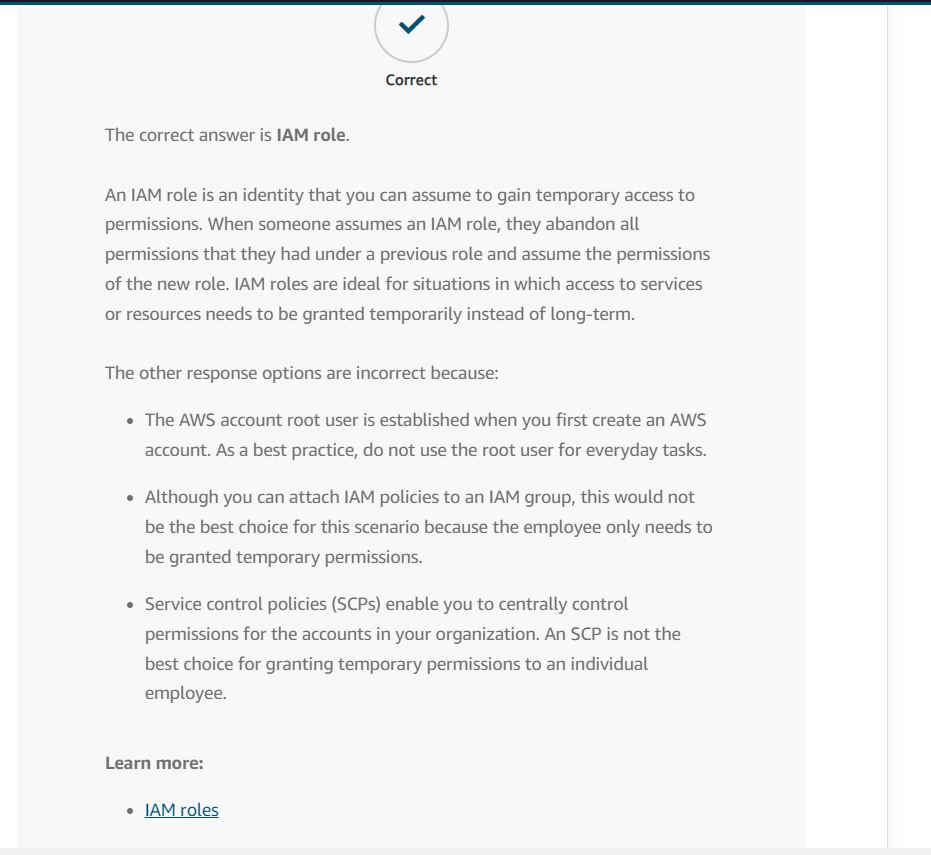 Correct
The correct answer is IAM role.
An IAM role is an identity that you can assume to gain temporary access to
permissions. When someone assumes an IAM role, they abandon all
permissions that they had under a previous role and assume the permissions
of the new role. IAM roles are ideal for situations in which access to services
or resources needs to be granted temporarily instead of long-term.
The other response options are incorrect because:
• The AWS account root user is established when you first create an AWS
account. As a best practice, do not use the root user for everyday tasks.
• Although you can attach IAM policies to an IAM group, this would not
be the best choice for this scenario because the employee only needs to
be granted temporary permissions.
• Service control policies (SCPs) enable you to centrally control
permissions for the accounts in your organization. An SCP is not the
best choice for granting temporary permissions to an individual
employee.
Learn more:
• IAM roles